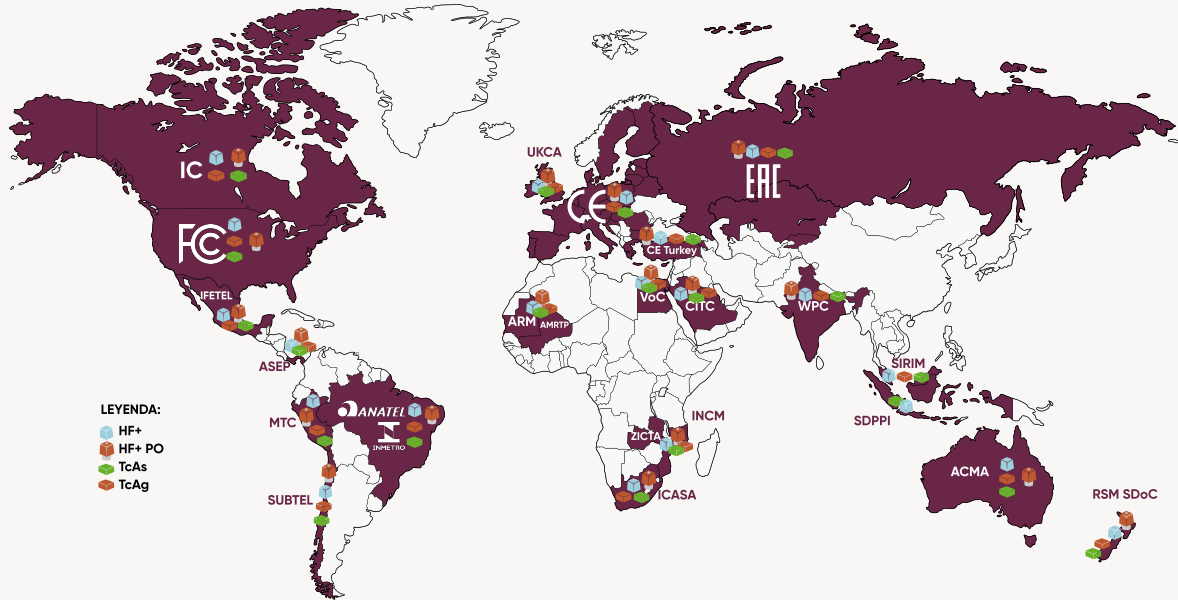 UKCA
IC
EAC
CE
FCC
CE Turkey
IFETEL
VoC
CITC
WPC
ARM
AMRTP
ASEP
SIRIM
LEYENDA:
HF+
HF+ PO
TcAs
TcAg
MTC
ANATEL
INMETRO
INCM
ZICTA
SDPPI
ACMA
SUBTEL
ICASA
RSM SDoC